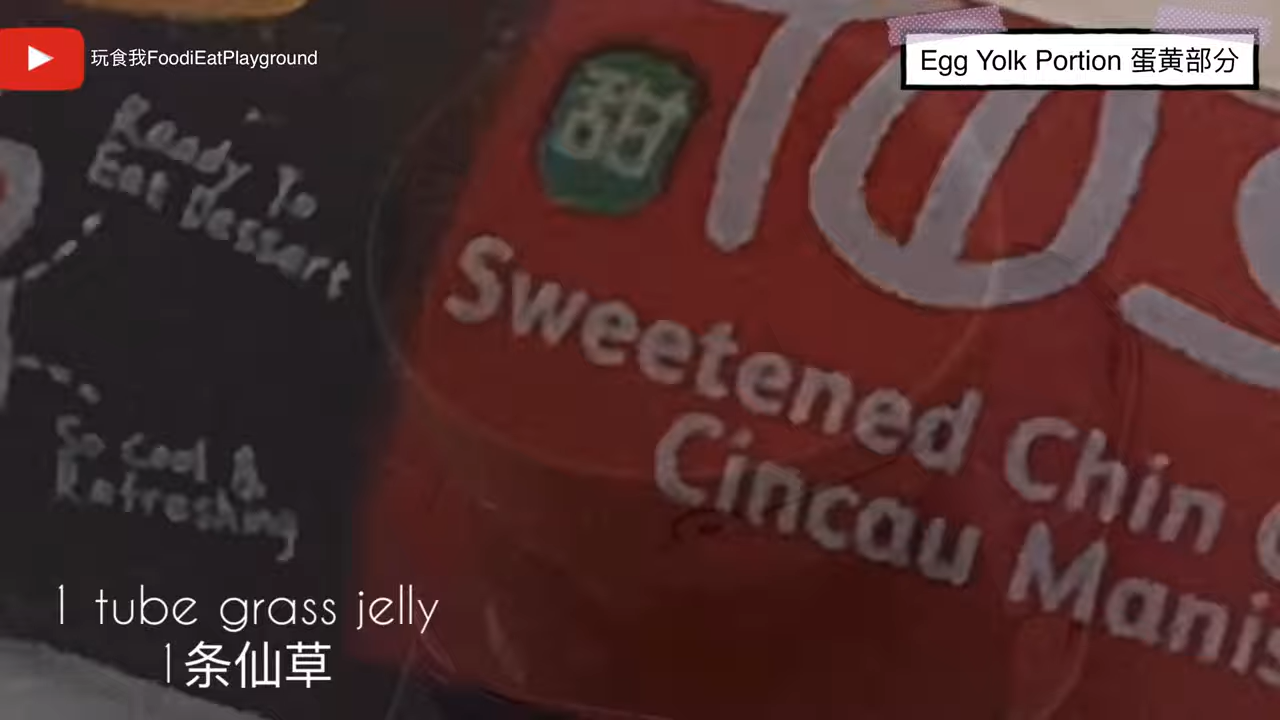 玩食我FoodiEatPlayground
Egg Yolk Portion 蛋黄部分
甜
Ready To
Eat Dessert
Sweetened Chin
Cincau Manis
So cool &
Refreshing
1 tube grass jelly
1条仙草